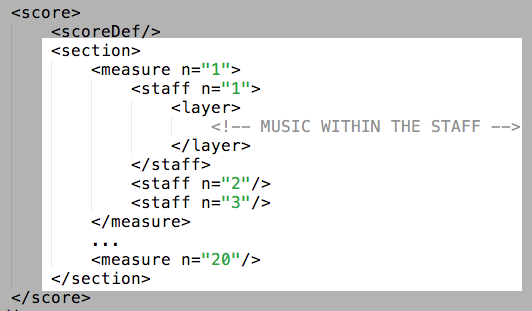 <score>
<scoreDef/>
<section>
<measure n="1">
<staff n="1">
<layer>
<!-- MUSIC WITHIN THE STAFF -->
</layer>
</staff>
<staff n="2"/>
<staff n="3"/>
</measure>
...
<measure n="20"/>
</section>
</score>